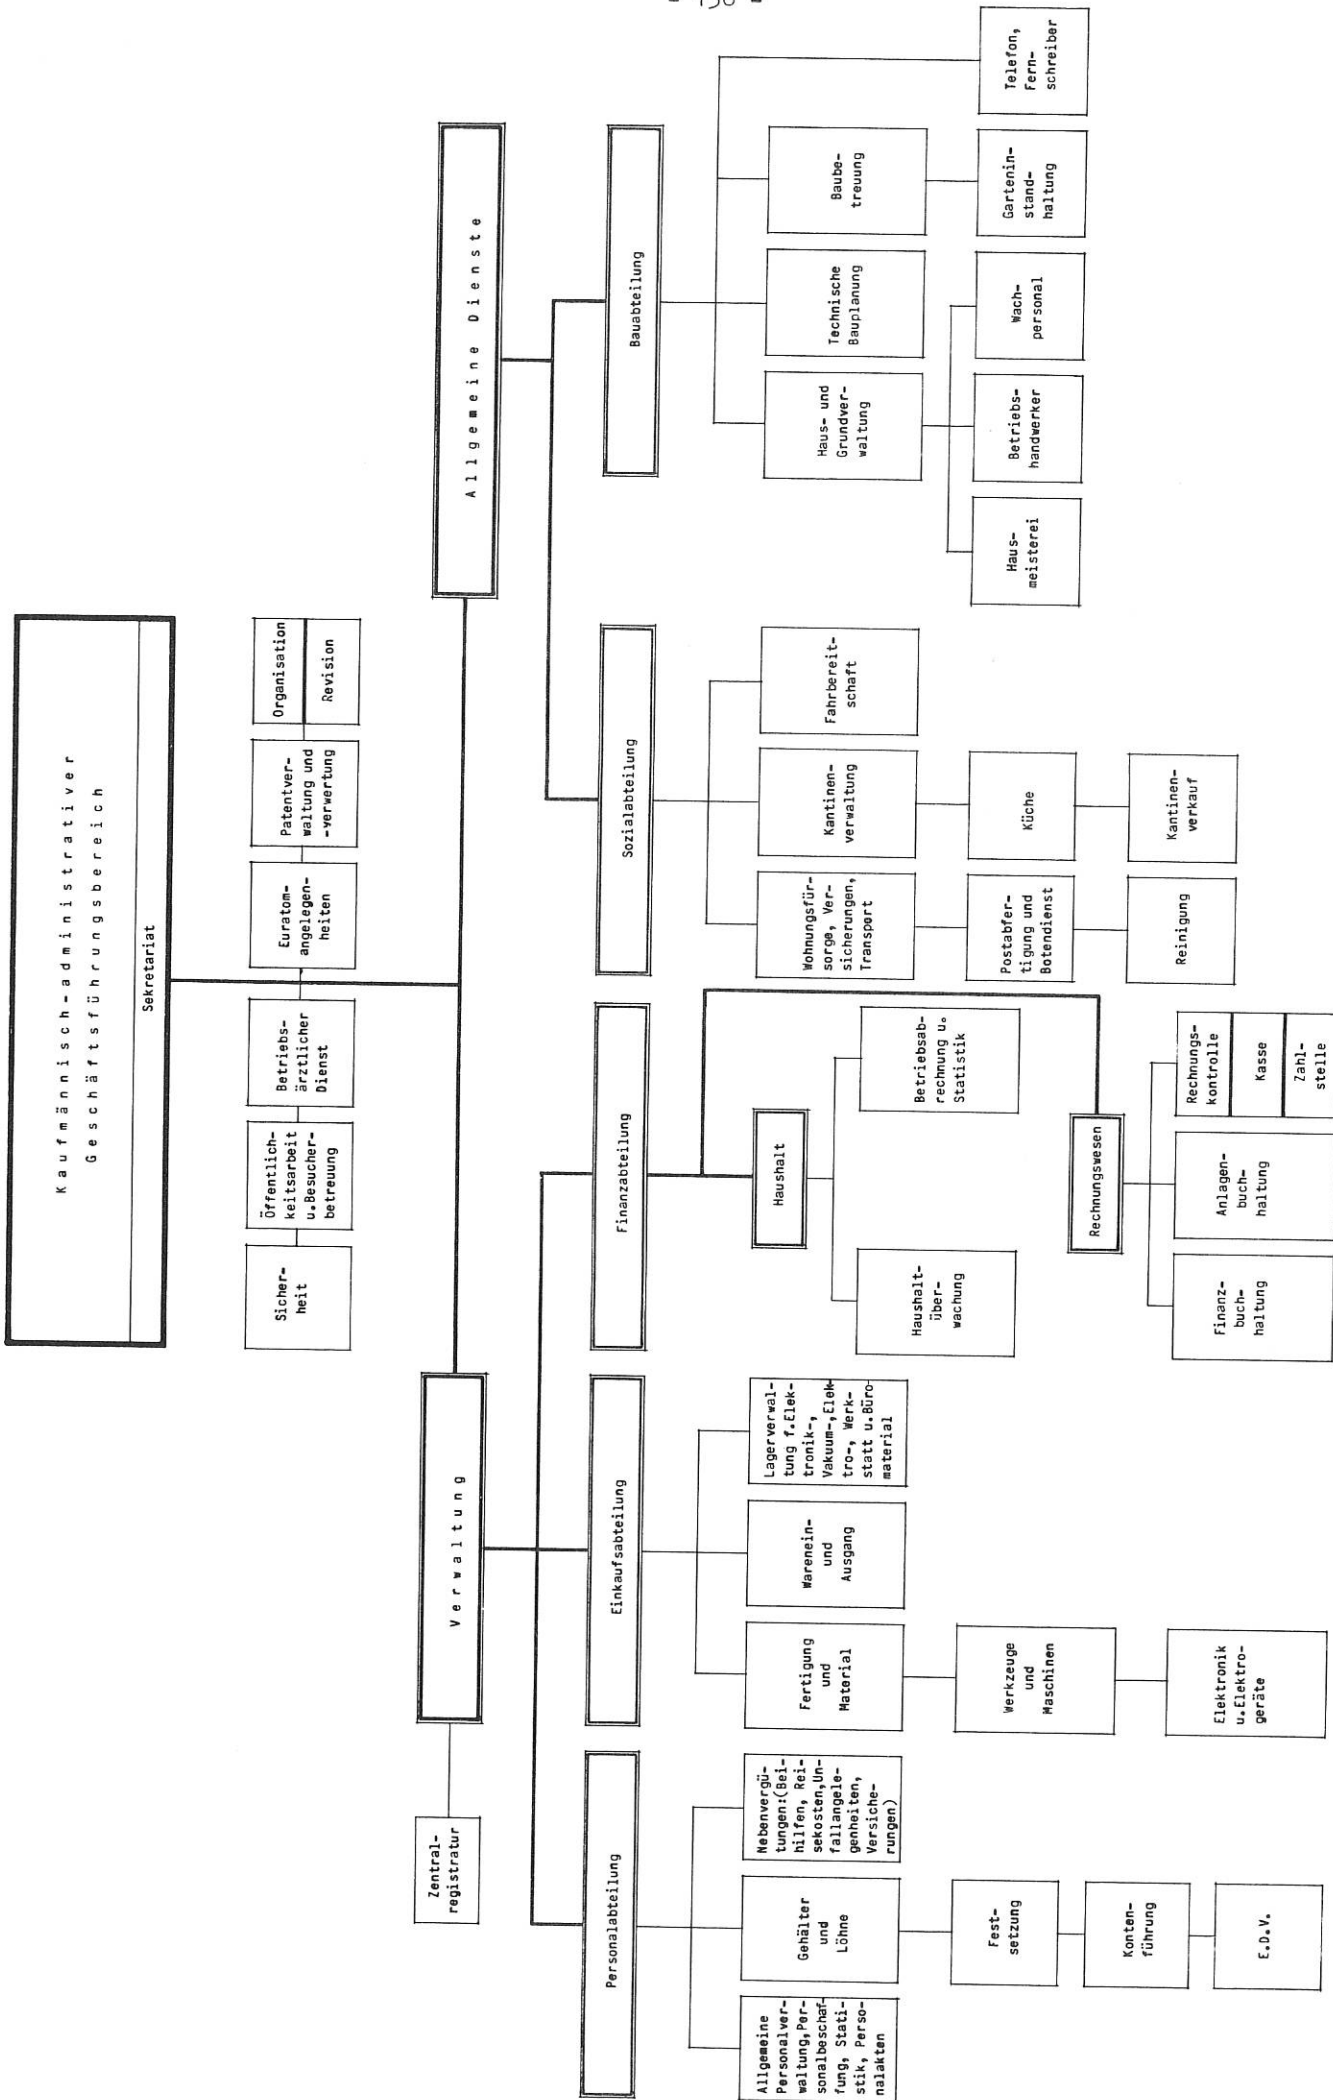 Kaufmännisch-administrativer
Geschäftsführungsbereich
Sekretariat
Sicher-
heit
Öffentlich-
keitsarbeit
u.Besucher-
betreuung
Betriebs-
ärztlicher
Dienst
Euratom-
angelegen-
heiten
Patentver-
waltung und
-verwertung
Organisation
Revision
Zentral-
registratur
Verwaltung
Allgemeine Dienste
Personalabteilung
Einkaufsabteilung
Finanzabteilung
Sozialabteilung
Bauabteilung
Allgemeine
Personalver-
waltung,Per-
sonalbeschaf-
fung, Stati-
stik, Perso-
nalakten
Gehälter
und
Löhne
Nebenvergü-
tungen:(Bei-
hilfen, Rei-
sekosten,Un-
fallangele-
genheiten,
Versiche-
rungen)
Fest-
setzung
Konten-
führung
E.D.V.
Fertigung
und
Material
Warenein-
und
Ausgang
Lagerverwal-
tung f.Elek-
tronik-,
Vakuum-,Elek-
tro-, Werk-
statt u.Büro
material
Werkzeuge
und
Maschinen
Elektronik
u.Elektro-
geräte
Haushalt
Haushalt-
über-
wachung
Betriebsab-
rechnung u.
Statistik
Rechnungswesen
Finanz-
buch-
haltung
Anlagen-
buch-
haltung
Rechnungs-
kontrolle
Kasse
Zahl-
stelle
Wohnungsfür-
sorge, Ver-
sicherungen,
Transport
Kantinen-
verwaltung
Fahrbereit-
schaft
Postabfer-
tigung und
Botendienst
Küche
Reinigung
Kantinen-
verkauf
Haus- und
Grundver-
waltung
Technische
Bauplanung
Baube-
treuung
Haus-
meisterei
Betriebs-
handwerker
Wach-
personal
Gartenin-
stand-
haltung
Telefon,
Fern-
schreiber